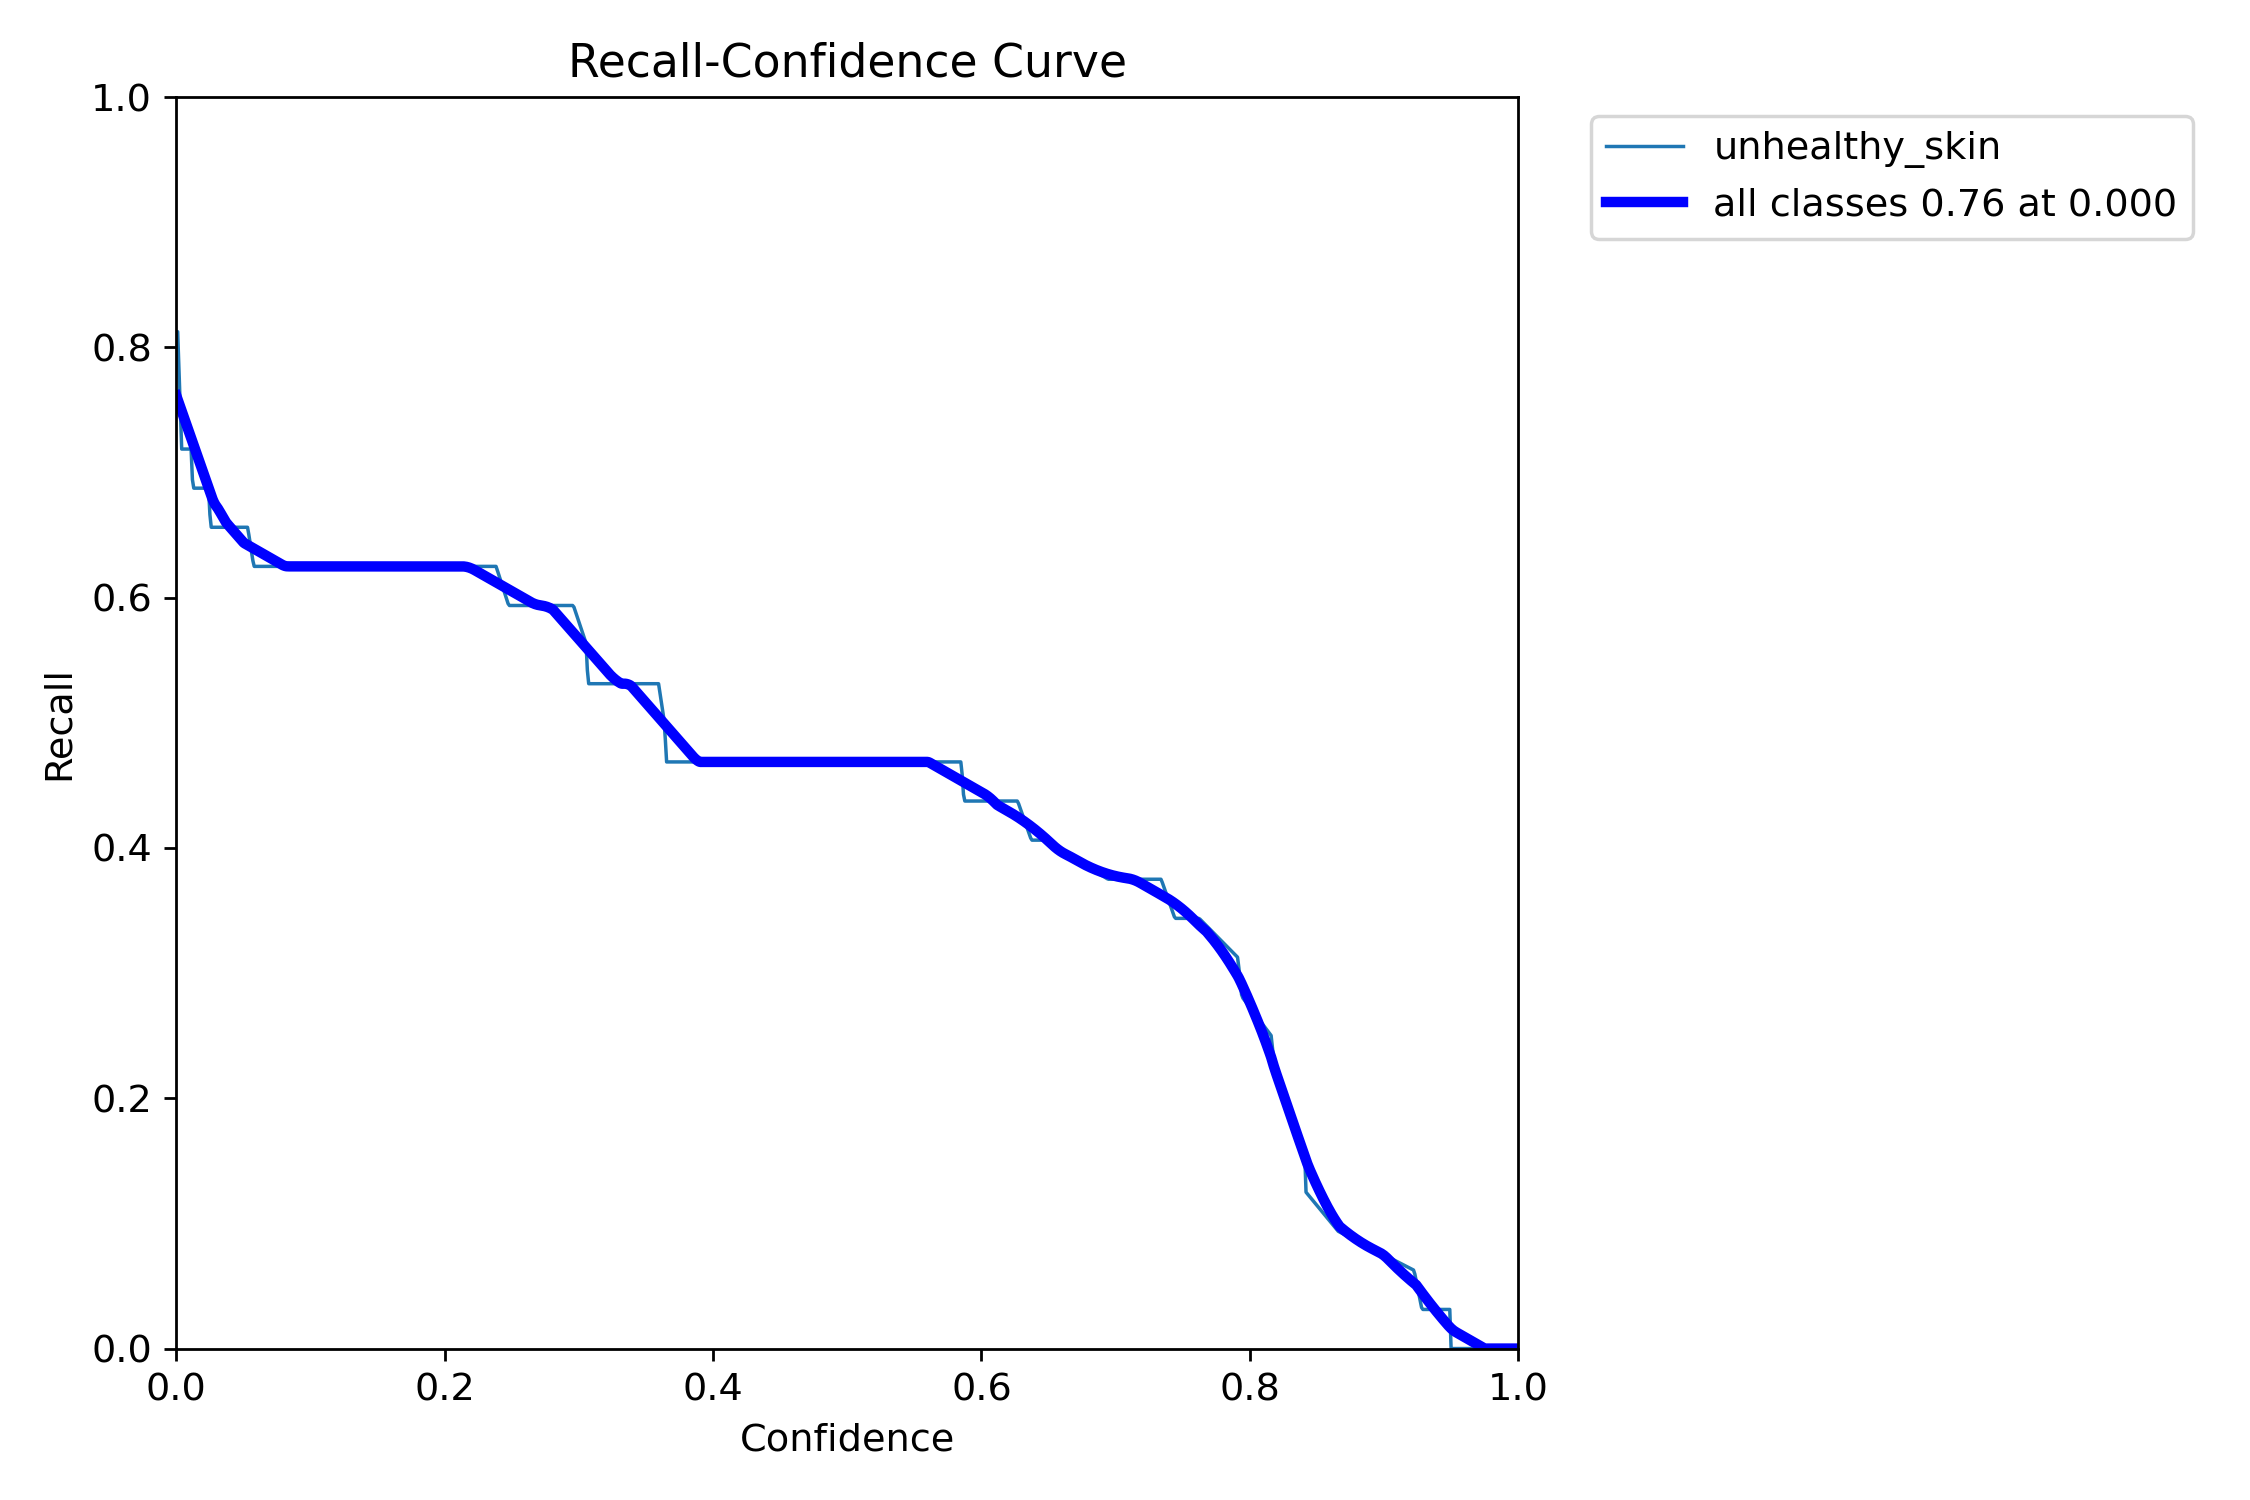 Recall-Confidence Curve
1.0
0.8
0.6
0.4
0.2
0.0
Recall
0.0 0.2 0.4 0.6 0.8 1.0
Confidence
unhealthy_skin
all classes 0.76 at 0.000